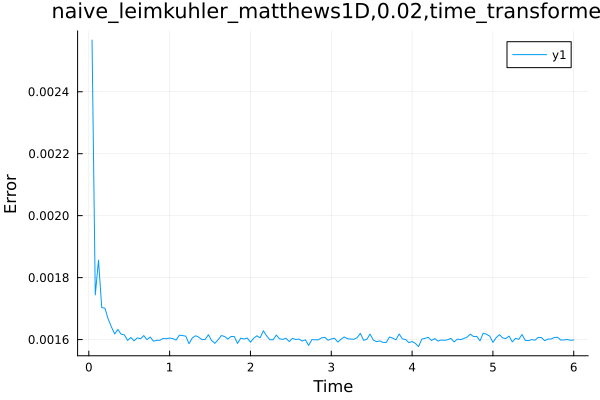 naive_leimkuhler_matthews1D,0.02,time_transforme
y1
0.0024
0.0022
0.0020
0.0018
0.0016
Error
0 1 2 3 4 5 6
Time